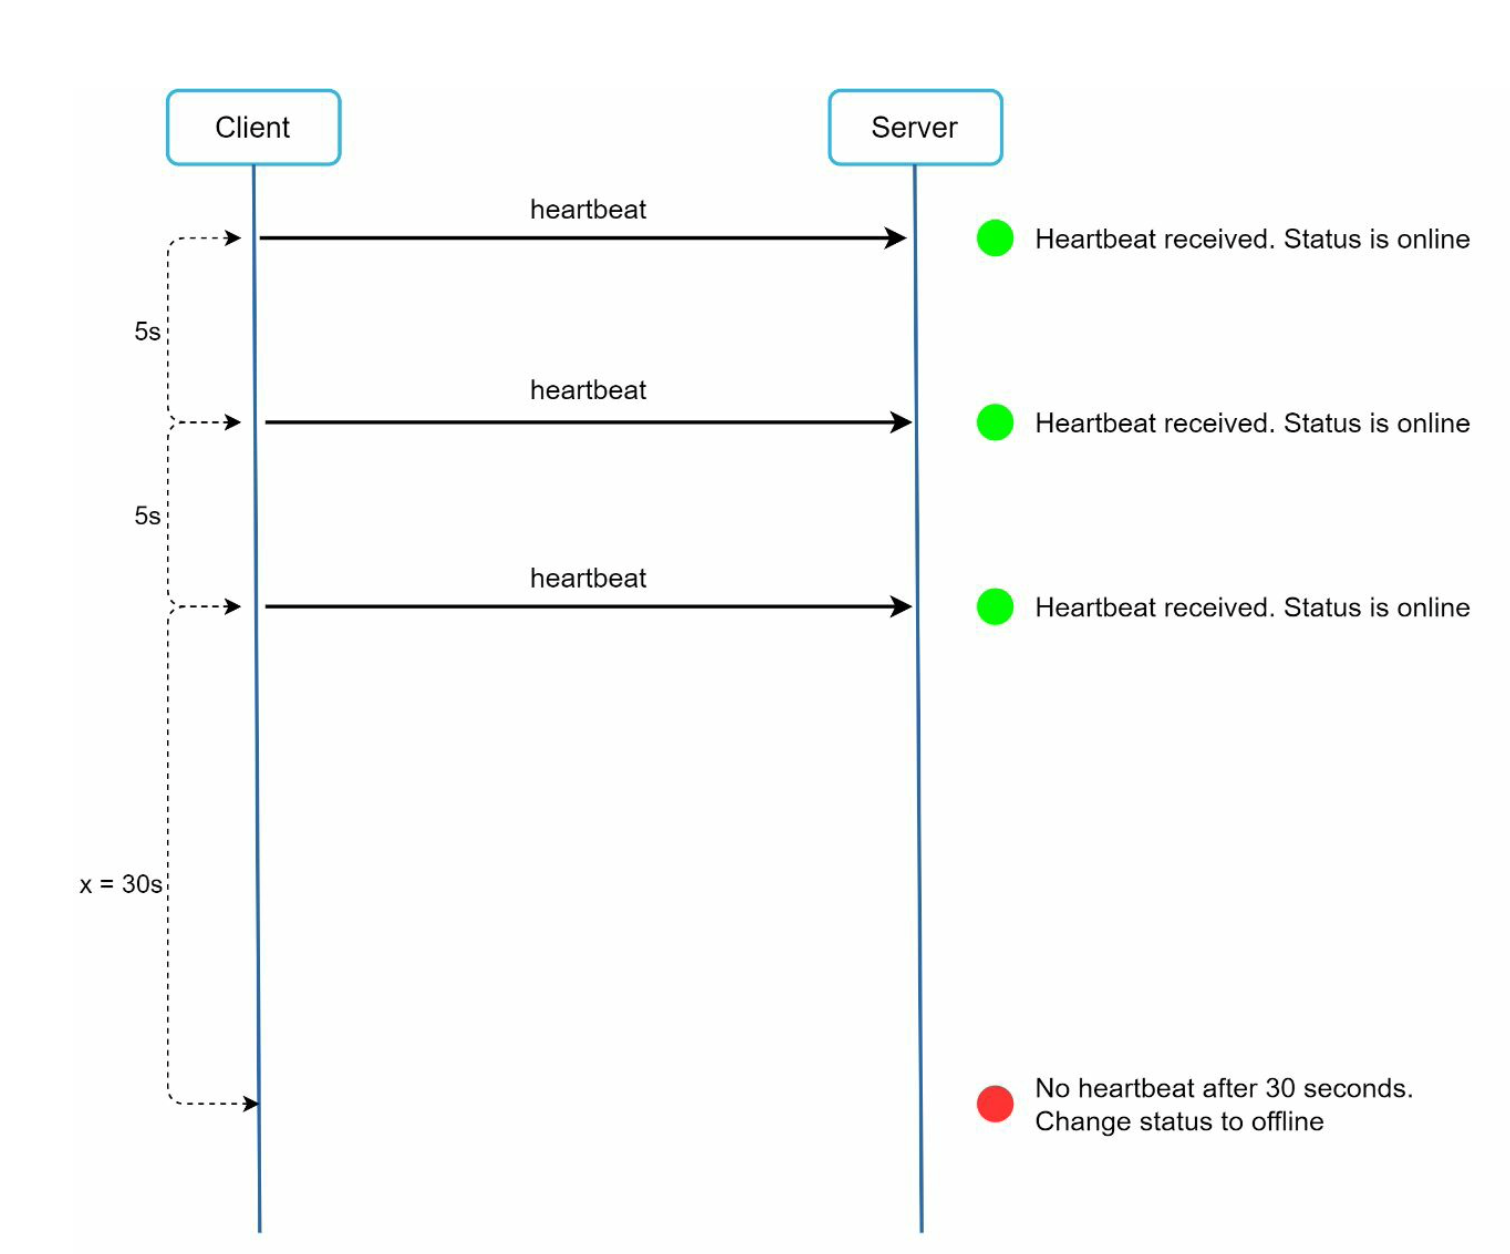 Client
Server
heartbeat
Heartbeat received. Status is online
5s
heartbeat
Heartbeat received. Status is online
5s
heartbeat
Heartbeat received. Status is online
x = 30s
No heartbeat after 30 seconds.
Change status to offline